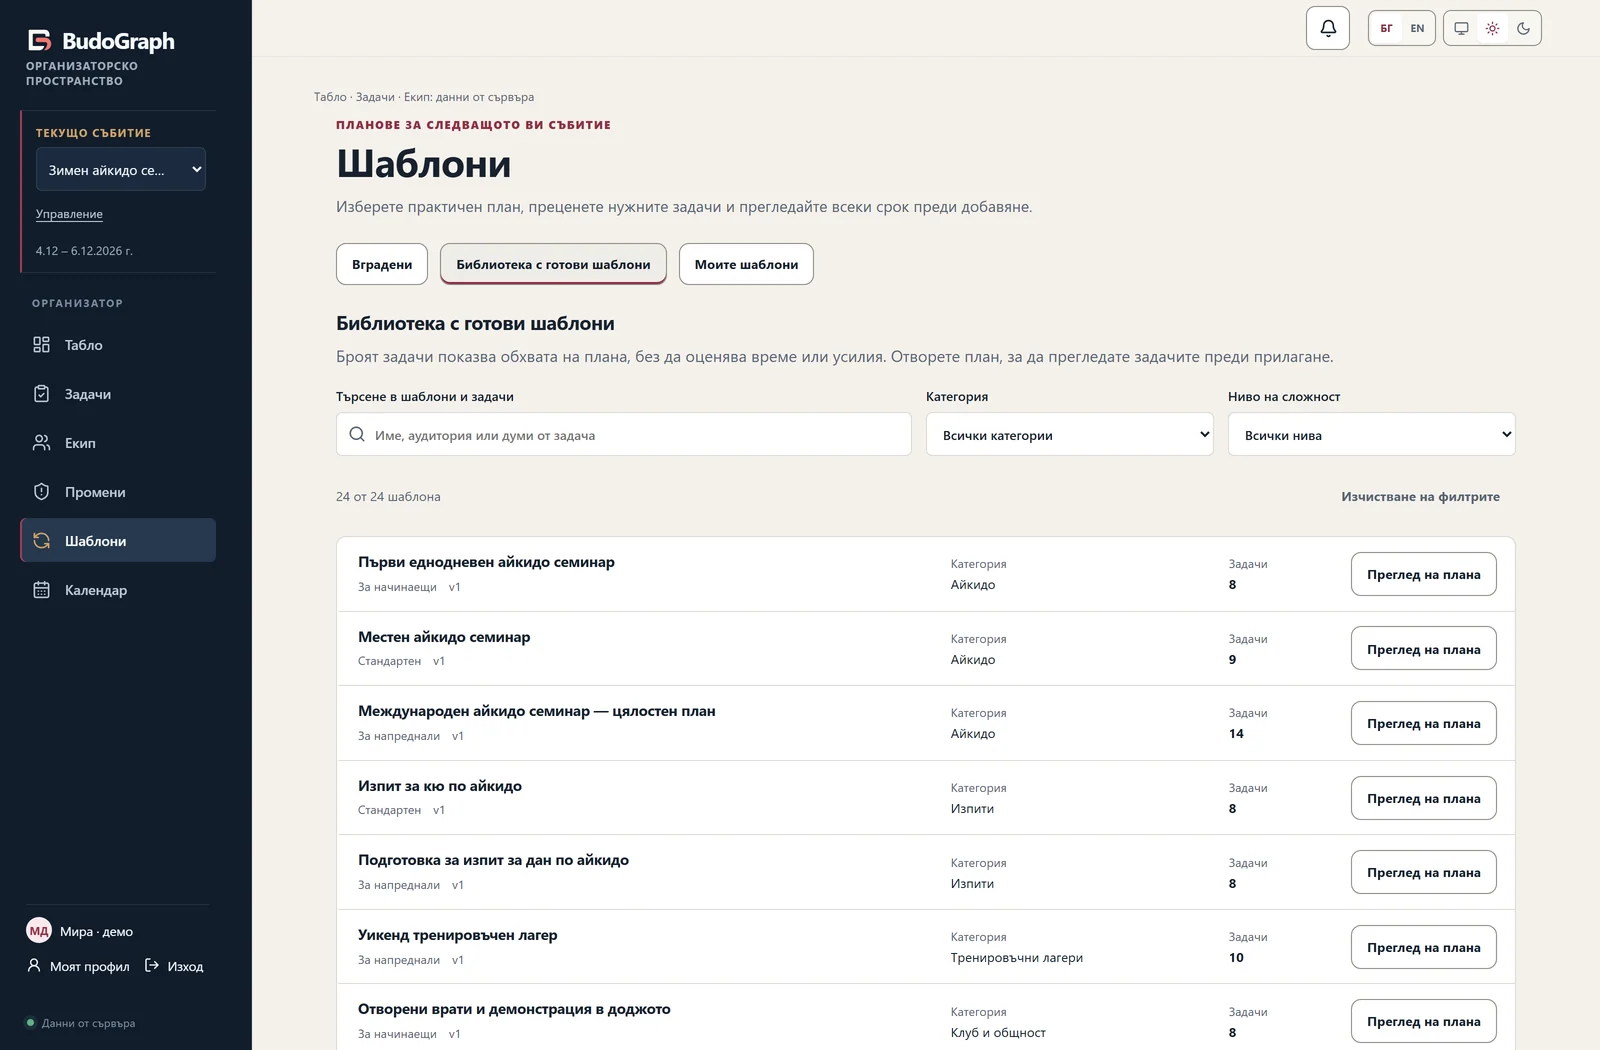 BudoGraph
ОРГАНИЗАТОРСКО
ПРОСТРАНСТВО
ТЕКУЩО СЪБИТИЕ
Зимен айкидо се...
Управление
4.12 – 6.12.2026 г.
ОРГАНИЗАТОР
Табло
Задачи
Екип
Промени
Шаблони
Календар
МД Мира · демо
Моят профил Изход
Данни от сървъра
БГ EN
Табло · Задачи · Екип: данни от сървъра
ПЛАНОВЕ ЗА СЛЕДВАЩОТО ВИ СЪБИТИЕ
Шаблони
Изберете практичен план, преценете нужните задачи и прегледайте всеки срок преди добавяне.
Вградени Библиотека с готови шаблони Моите шаблони
Библиотека с готови шаблони
Броят задачи показва обхвата на плана, без да оценява време или усилия. Отворете план, за да прегледате задачите преди прилагане.
Търсене в шаблони и задачи Категория Ниво на сложност
Име, аудитория или думи от задача Всички категории Всички нива
24 от 24 шаблона Изчистване на филтрите
Първи еднодневен айкидо семинар Категория Задачи Преглед на плана
За начинаещи v1 Айкидо 8
Местен айкидо семинар Категория Задачи Преглед на плана
Стандартен v1 Айкидо 9
Международен айкидо семинар — цялостен план Категория Задачи Преглед на плана
За напреднали v1 Айкидо 14
Изпит за кю по айкидо Категория Задачи Преглед на плана
Стандартен v1 Изпити 8
Подготовка за изпит за дан по айкидо Категория Задачи Преглед на плана
За напреднали v1 Изпити 8
Уикенд тренировъчен лагер Категория Задачи Преглед на плана
За напреднали v1 Тренировъчни лагери 10
Отворени врати и демонстрация в доджото Категория Задачи Преглед на плана
За начинаещи v1 Клуб и общност 8